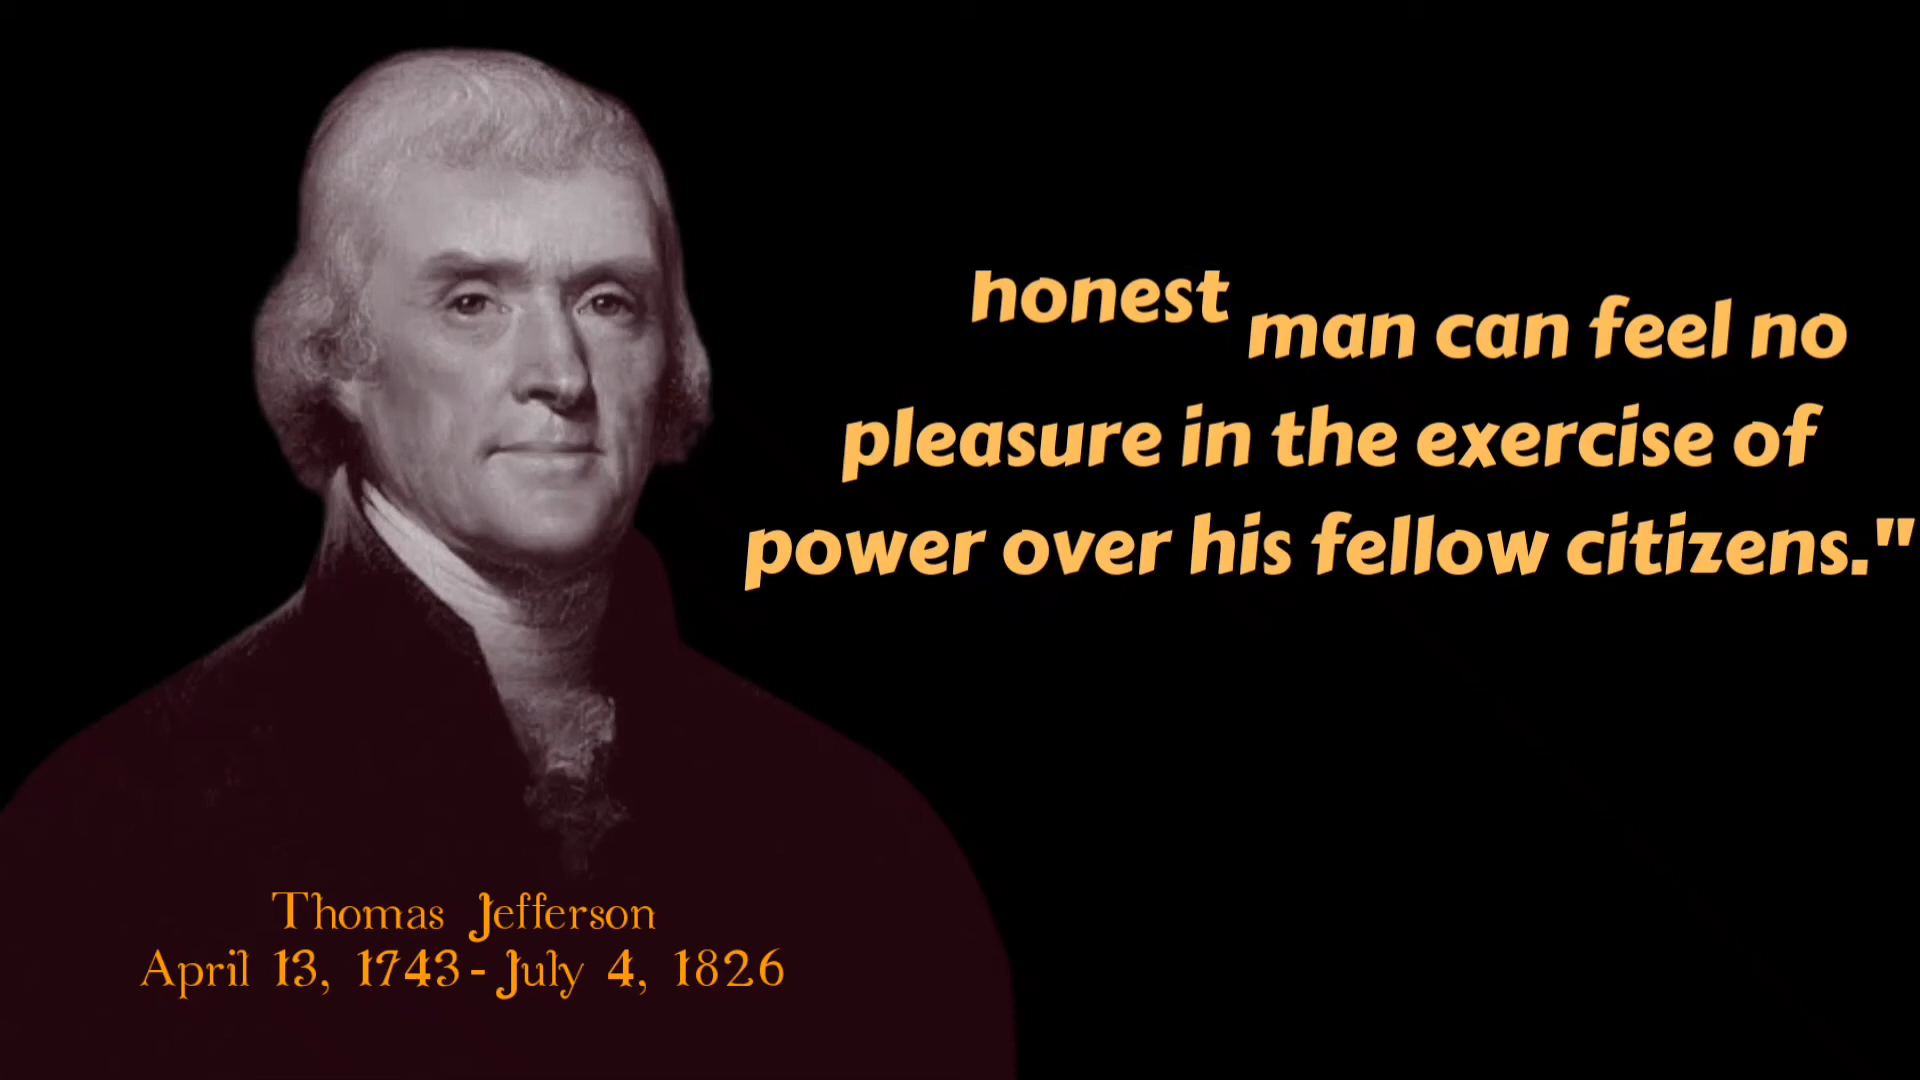 honest man can feel no
pleasure in the exercise of
power over his fellow citizens."
Thomas Jefferson
April 13, 1743 - July 4, 1826